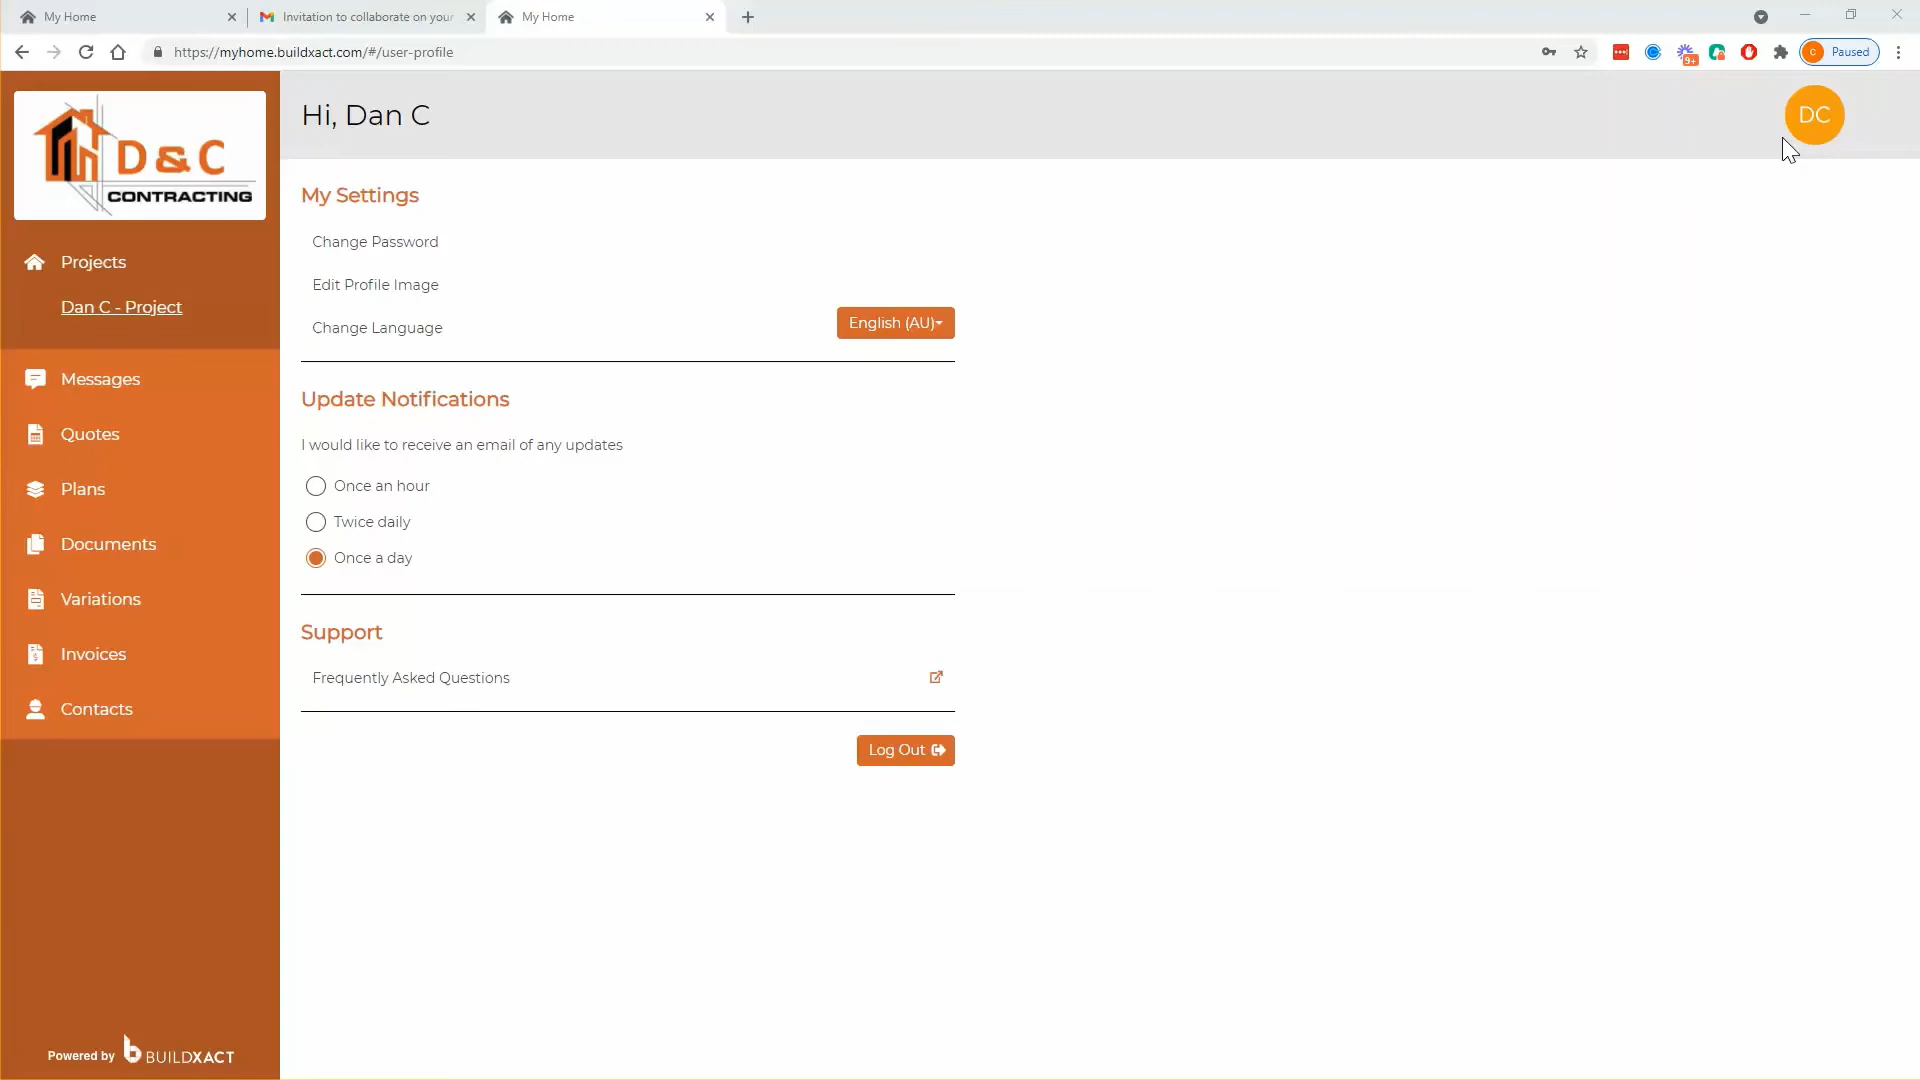 My Home
Invitation to collaborate on your
My Home
https://myhome.buildxact.com/#/user-profile
9+
C
Paused
D & C
CONTRACTING
Hi, Dan C
DC
Projects
Dan C - Project
Messages
Quotes
Plans
Documents
Variations
Invoices
Contacts
My Settings
Change Password
Edit Profile Image
Change Language
English (AU)
Update Notifications
I would like to receive an email of any updates
Once an hour
Twice daily
Once a day
Support
Frequently Asked Questions
Log Out
Powered by BUILDXACT